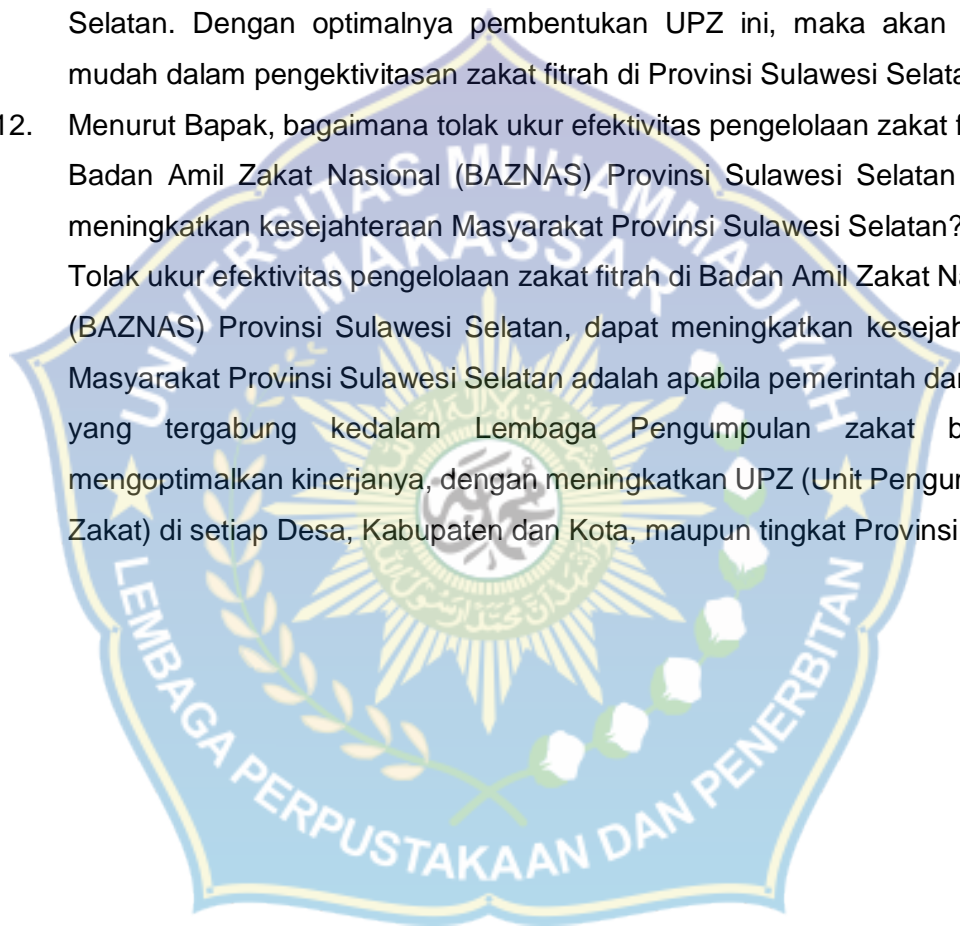 Selatan. Dengan optimalnya pembentukan UPZ ini, maka akan
mudah dalam pengektivitasan zakat fitrah di Provinsi Sulawesi
12. Menurut Bapak, bagaimana tolak ukur efektivitas pengelolaan zakat
Badan Amil Zakat Nasional (BAZNAS) Provinsi Sulawesi Selatan
meningkatkan kesejahteraan Masyarakat Provinsi Sulawesi Selatan?
Tolak ukur efektivitas pengelolaan zakat fitrah di Badan Amil Zakat
(BAZNAS) Provinsi Sulawesi Selatan, dapat meningkatkan
Masyarakat Provinsi Sulawesi Selatan adalah apabila pemerintah
yang tergabung kedalam Lembaga Pengumpulan zakat
mengoptimalkan kinerjanya, dengan meningkatkan UPZ (Unit
Zakat) di setiap Desa, Kabupaten dan Kota, maupun tingkat Provinsi
UNIVERSITAS MUHAMMADIYAH
MAKASSAR
LEMBAGA PERPUSTAKAAN DAN PENERBITAN